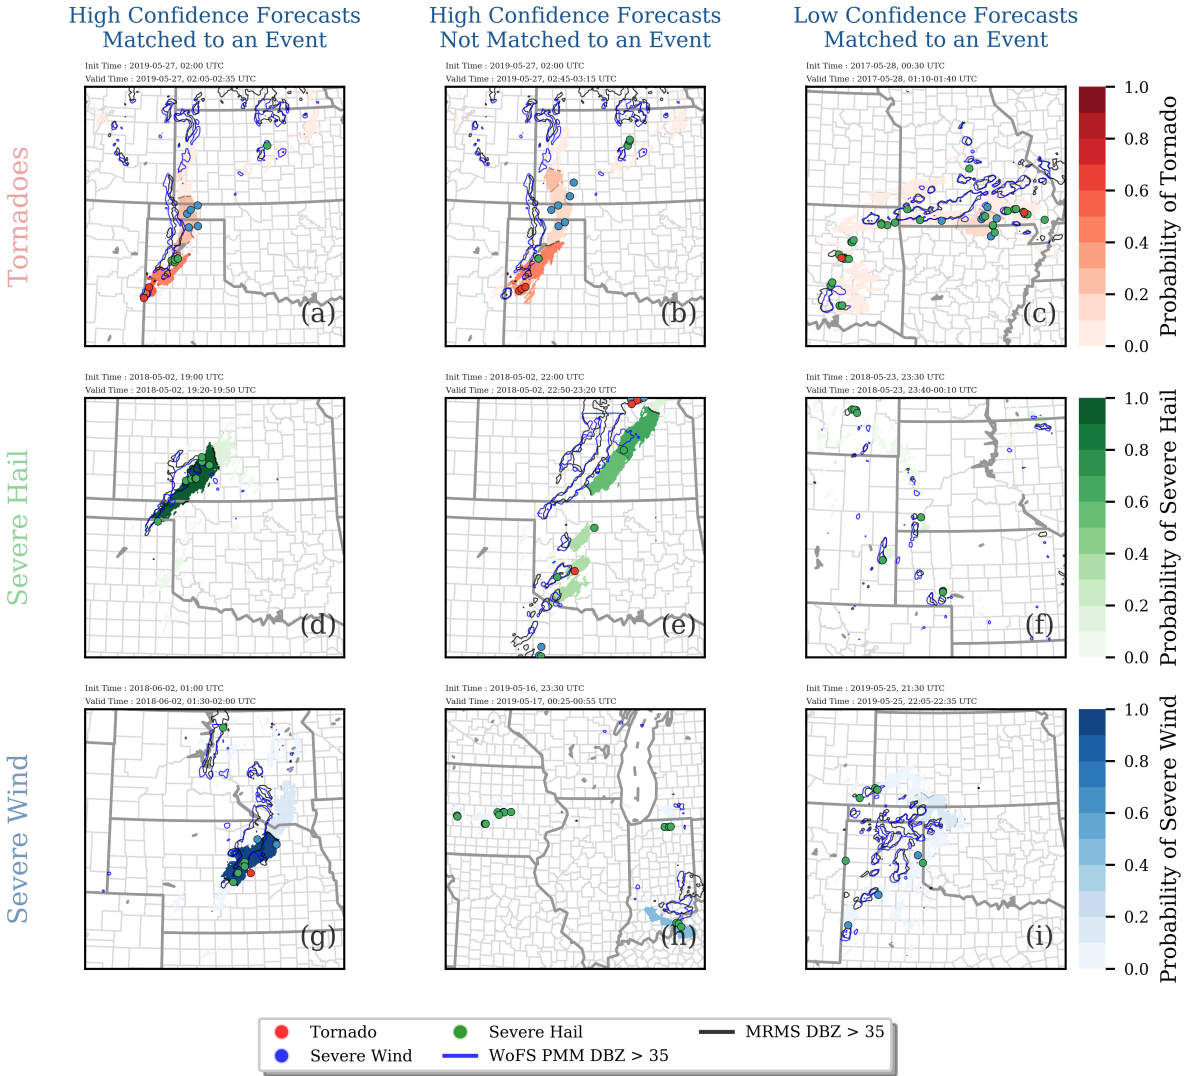 High Confidence Forecasts
Matched to an Event
High Confidence Forecasts
Not Matched to an Event
Low Confidence Forecasts
Matched to an Event
Tornadoes
Init Time : 2019-05-27, 02:00 UTC
Valid Time : 2019-05-27, 02:05-02:35 UTC
(a)
Init Time : 2019-05-27, 02:00 UTC
Valid Time : 2019-05-27, 02:45-03:15 UTC
(b)
Init Time : 2017-05-28, 00:30 UTC
Valid Time : 2017-05-28, 01:10-01:40 UTC
(c)
1.0
0.8
0.6
0.4
0.2
0.0
Probability of Tornado
Severe Hail
Init Time : 2018-05-02, 19:00 UTC
Valid Time : 2018-05-02, 19:20-19:50 UTC
(d)
Init Time : 2018-05-02, 22:00 UTC
Valid Time : 2018-05-02, 22:50-23:20 UTC
(e)
Init Time : 2018-05-23, 23:30 UTC
Valid Time : 2018-05-23, 23:40-00:10 UTC
(f)
1.0
0.8
0.6
0.4
0.2
0.0
Probability of Severe Hail
Severe Wind
Init Time : 2018-06-02, 01:00 UTC
Valid Time : 2018-06-02, 01:30-02:00 UTC
(g)
Init Time : 2019-05-16, 23:30 UTC
Valid Time : 2019-05-17, 00:25-00:55 UTC
(h)
Init Time : 2019-05-25, 21:30 UTC
Valid Time : 2019-05-25, 22:05-22:35 UTC
(i)
1.0
0.8
0.6
0.4
0.2
0.0
Probability of Severe Wind
Tornado
Severe Wind
Severe Hail
WoFS PMM DBZ > 35
MRMS DBZ > 35